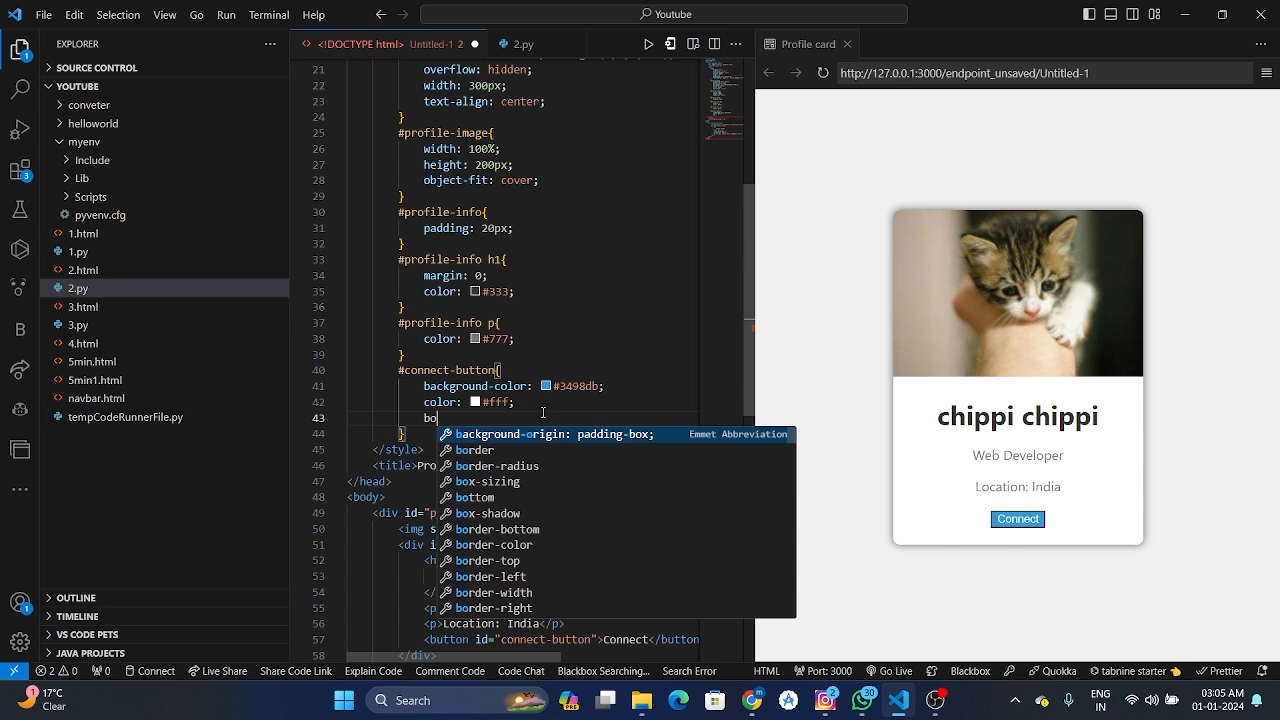 File Edit Selection View Go Run Terminal Help
Youtube
EXPLORER
<!DOCTYPE html> Untitled-1 2
2.py
Profile card
http://127.0.0.1:3000/endpoint_unsaved/Untitled-1
SOURCE CONTROL
YOUTUBE
conveter
helloworld
myenv
Include
Lib
Scripts
pyvenv.cfg
1.html
1.py
2.html
2.py
3.html
3.py
4.html
5min.html
5min1.html
navbar.html
tempCodeRunnerFile.py
OUTLINE
TIMELINE
VS CODE PETS
JAVA PROJECTS
1
3
B
1
21 overflow: hidden;
22 width: 300px;
23 text-align: center;
24 }
25 #profile-image{
26 width: 100%;
27 height: 200px;
28 object-fit: cover;
29 }
30 #profile-info{
31 padding: 20px;
32 }
33 #profile-info h1{
34 margin: 0;
35 color: #333;
36 }
37 #profile-info p{
38 color: #777;
39 }
40 #connect-button{
41 background-color: #3498db;
42 color: #fff;
43 bo
44 }
45 </style>
46 <title>Pro
47 </head>
48 <body>
49 <div id="p
50 <img s
51 <div i
52 <h
53
54 </
55 <p
56 <p>Location: India</p>
57 <button id="connect-button">Connect</button
58 </div>
background-origin: padding-box; Emmet Abbreviation
border
border-radius
box-sizing
bottom
box-shadow
border-bottom
border-color
border-top
border-left
border-width
border-right
chippi chippi
Web Developer
Location: India
Connect
2 0 0 Connect Live Share Share Code Link Explain Code Comment Code Code Chat Blackbox Searching... Search Error HTML Port: 3000 Go Live Blackbox Quokka tabnine starter Prettier
1
17°C
Clear
Search
PRE
m
2
30
ENG
IN
03:05 AM
01-01-2024